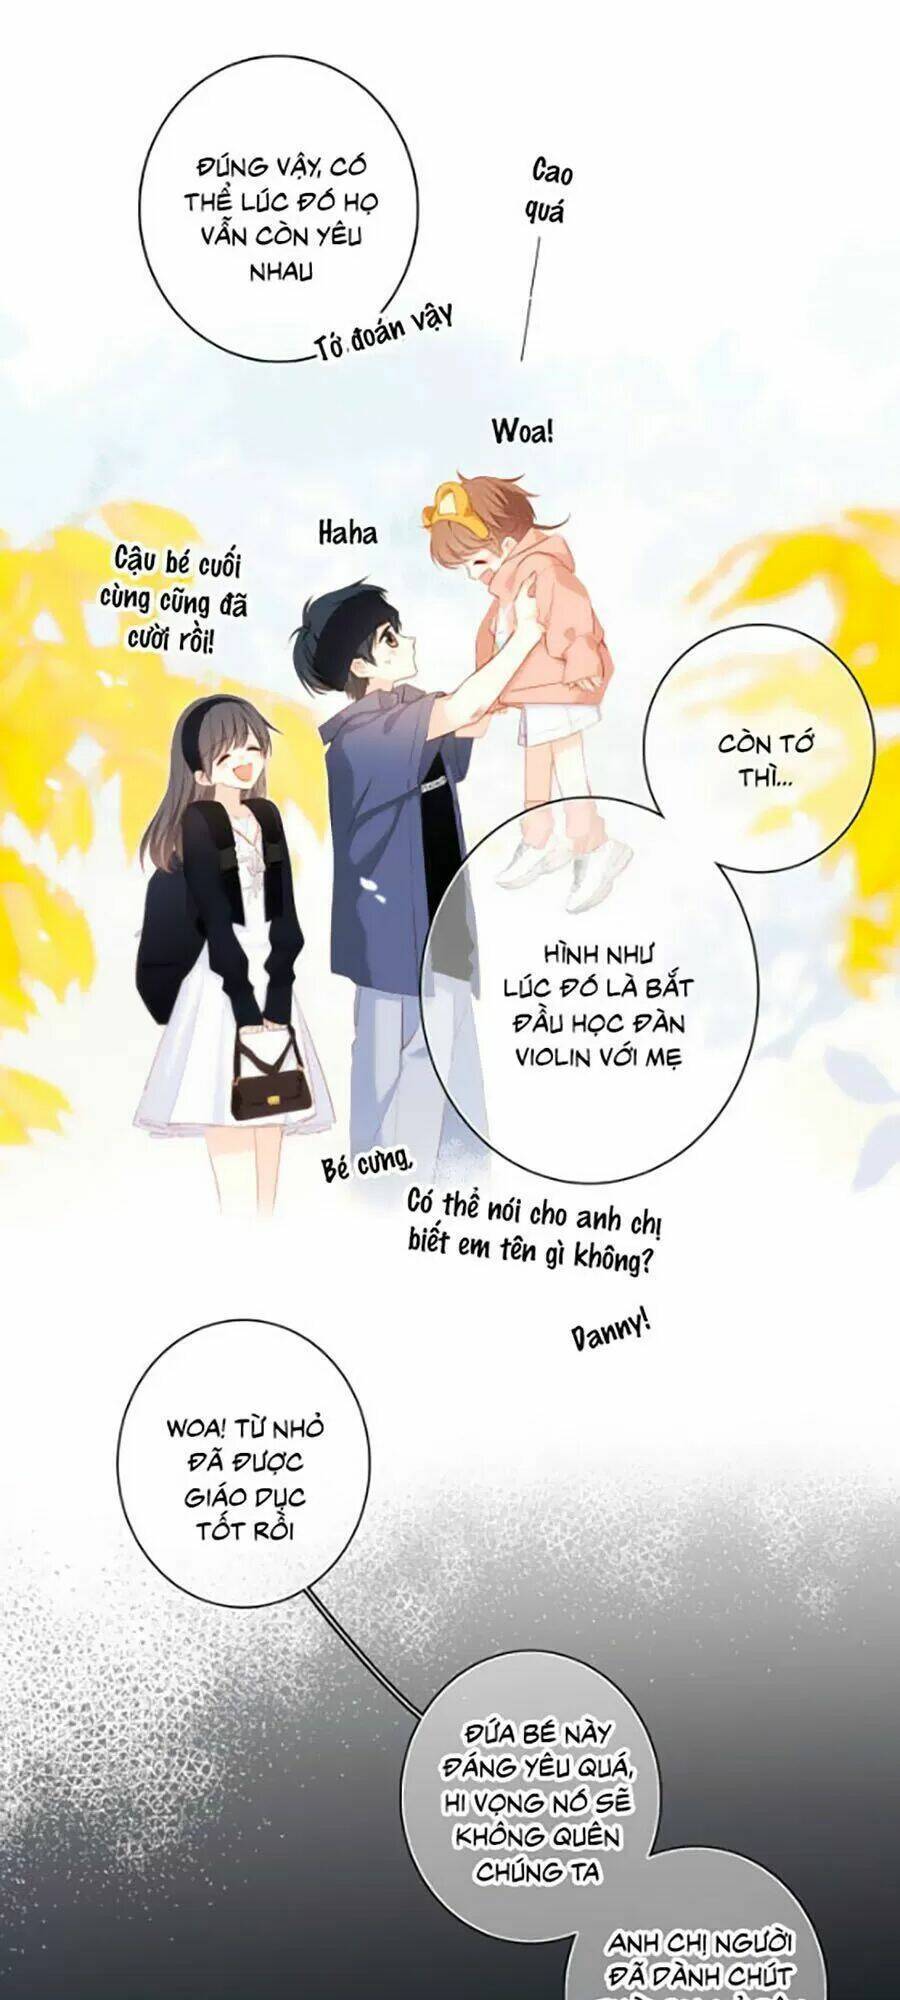 ĐÚNG VẬY, CÓ
THỂ LÚC ĐÓ HỌ
VẪN CÒN YÊU
NHAU
Tớ đoán vậy
Cao
quá
Woa!
Haha
Cậu bé cuối
cùng cũng đã
cười rồi!
CÒN TỚ
THÌ...
HÌNH NHƯ
LÚC ĐÓ LÀ BẮT
ĐẦU HỌC ĐÀN
VIOLIN VỚI MẸ
Bé cưng,
Có thể nói cho anh chị
biết em tên gì không?
Danny!
WOA! TỪ NHỎ
ĐÃ ĐƯỢC
GIÁO DỤC
TỐT RỒI
ĐỨA BÉ NÀY
ĐÁNG YÊU QUÁ,
HI VỌNG NÓ SẼ
KHÔNG QUÊN
CHÚNG TA
ANH CHỊ NGƯỜI
ĐÃ DÀNH CHÚT